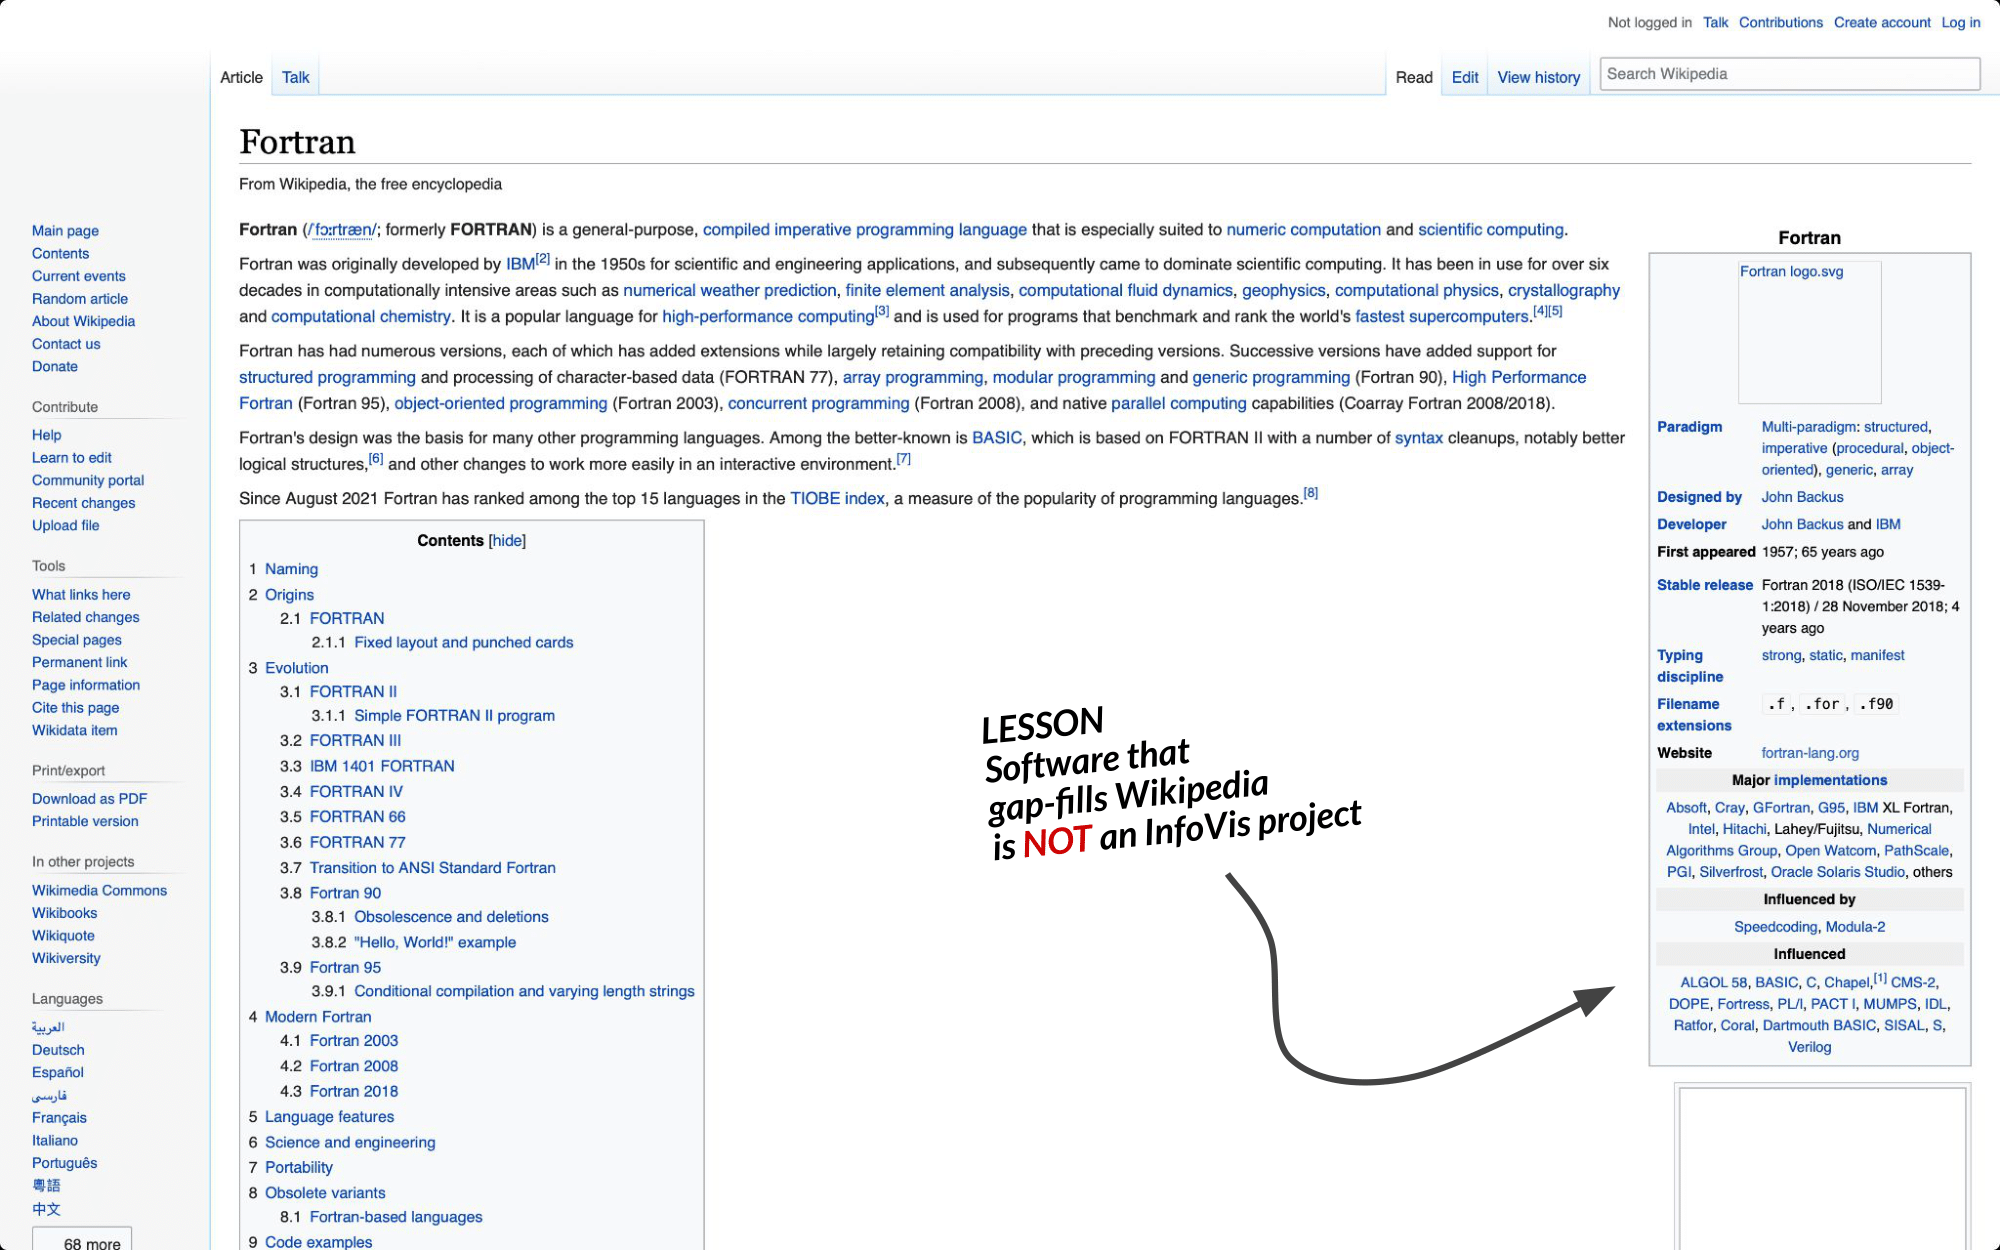 Not logged in Talk Contributions Create account Log in
Article Talk Read Edit View history Search Wikipedia
Fortran
From Wikipedia, the free encyclopedia
Fortran (/ˈfɔːrtræn/; formerly FORTRAN) is a general-purpose, compiled imperative programming language that is especially suited to numeric computation and scientific computing.
Fortran was originally developed by IBM[2] in the 1950s for scientific and engineering applications, and subsequently came to dominate scientific computing. It has been in use for over six
decades in computationally intensive areas such as numerical weather prediction, finite element analysis, computational fluid dynamics, geophysics, computational physics, crystallography
and computational chemistry. It is a popular language for high-performance computing[3] and is used for programs that benchmark and rank the world's fastest supercomputers.[4][5]
Fortran has had numerous versions, each of which has added extensions while largely retaining compatibility with preceding versions. Successive versions have added support for
structured programming and processing of character-based data (FORTRAN 77), array programming, modular programming and generic programming (Fortran 90), High Performance
Fortran (Fortran 95), object-oriented programming (Fortran 2003), concurrent programming (Fortran 2008), and native parallel computing capabilities (Coarray Fortran 2008/2018).
Fortran's design was the basis for many other programming languages. Among the better-known is BASIC, which is based on FORTRAN II with a number of syntax cleanups, notably better
logical structures,[6] and other changes to work more easily in an interactive environment.[7]
Since August 2021 Fortran has ranked among the top 15 languages in the TIOBE index, a measure of the popularity of programming languages.[8]
Main page
Contents
Current events
Random article
About Wikipedia
Contact us
Donate
Contribute
Help
Learn to edit
Community portal
Recent changes
Upload file
Tools
What links here
Related changes
Special pages
Permanent link
Page information
Cite this page
Wikidata item
Print/export
Download as PDF
Printable version
In other projects
Wikimedia Commons
Wikibooks
Wikiquote
Wikiversity
Languages
العربية
Deutsch
Español
فارسی
Français
Italiano
Português
粵語
中文
68 more
Contents [hide]
1 Naming
2 Origins
2.1 FORTRAN
2.1.1 Fixed layout and punched cards
3 Evolution
3.1 FORTRAN II
3.1.1 Simple FORTRAN II program
3.2 FORTRAN III
3.3 IBM 1401 FORTRAN
3.4 FORTRAN IV
3.5 FORTRAN 66
3.6 FORTRAN 77
3.7 Transition to ANSI Standard Fortran
3.8 Fortran 90
3.8.1 Obsolescence and deletions
3.8.2 "Hello, World!" example
3.9 Fortran 95
3.9.1 Conditional compilation and varying length strings
4 Modern Fortran
4.1 Fortran 2003
4.2 Fortran 2008
4.3 Fortran 2018
5 Language features
6 Science and engineering
7 Portability
8 Obsolete variants
8.1 Fortran-based languages
9 Code examples
LESSON
Software that
gap-fills Wikipedia
is NOT an InfoVis project
Fortran
Fortran logo.svg
Paradigm Multi-paradigm: structured,
imperative (procedural, object-
oriented), generic, array
Designed by John Backus
Developer John Backus and IBM
First appeared 1957; 65 years ago
Stable release Fortran 2018 (ISO/IEC 1539-
1:2018) / 28 November 2018; 4
years ago
Typing strong, static, manifest
discipline
Filename .f, .for, .f90
extensions
Website fortran-lang.org
Major implementations
Absoft, Cray, GFortran, G95, IBM XL Fortran,
Intel, Hitachi, Lahey/Fujitsu, Numerical
Algorithms Group, Open Watcom, PathScale,
PGI, Silverfrost, Oracle Solaris Studio, others
Influenced by
Speedcoding, Modula-2
Influenced
ALGOL 58, BASIC, C, Chapel,[1] CMS-2,
DOPE, Fortress, PL/I, PACT I, MUMPS, IDL,
Ratfor, Coral, Dartmouth BASIC, SISAL, S,
Verilog